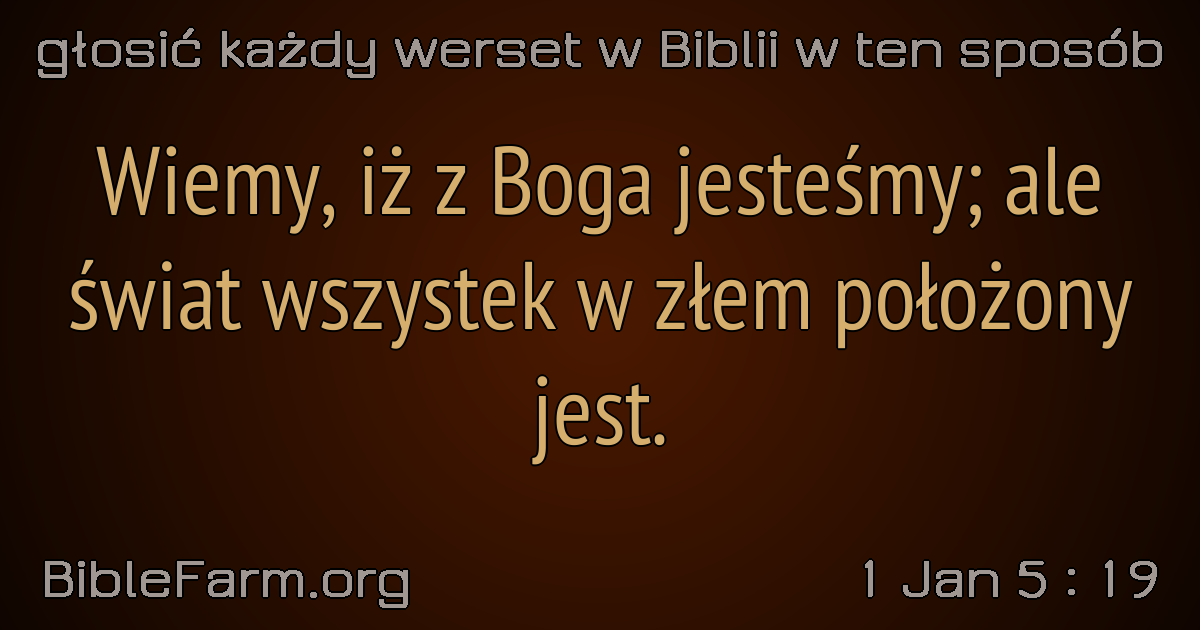 głosić każdy werset w Biblii w ten sposób
Wiemy, iż z Boga jesteśmy; ale
świat wszystek w złem położony
jest.
BibleFarm.org
1 Jan 5 : 19